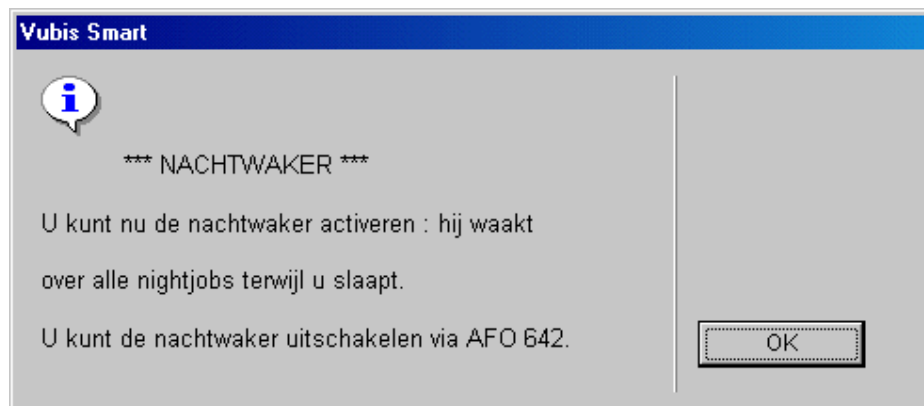 Vubis Smart
*** NACHTWAKER ***
U kunt nu de nachtwaker activeren : hij waakt
over alle nightjobs terwijl u slaapt.
U kunt de nachtwaker uitschakelen via AFO 642.
OK